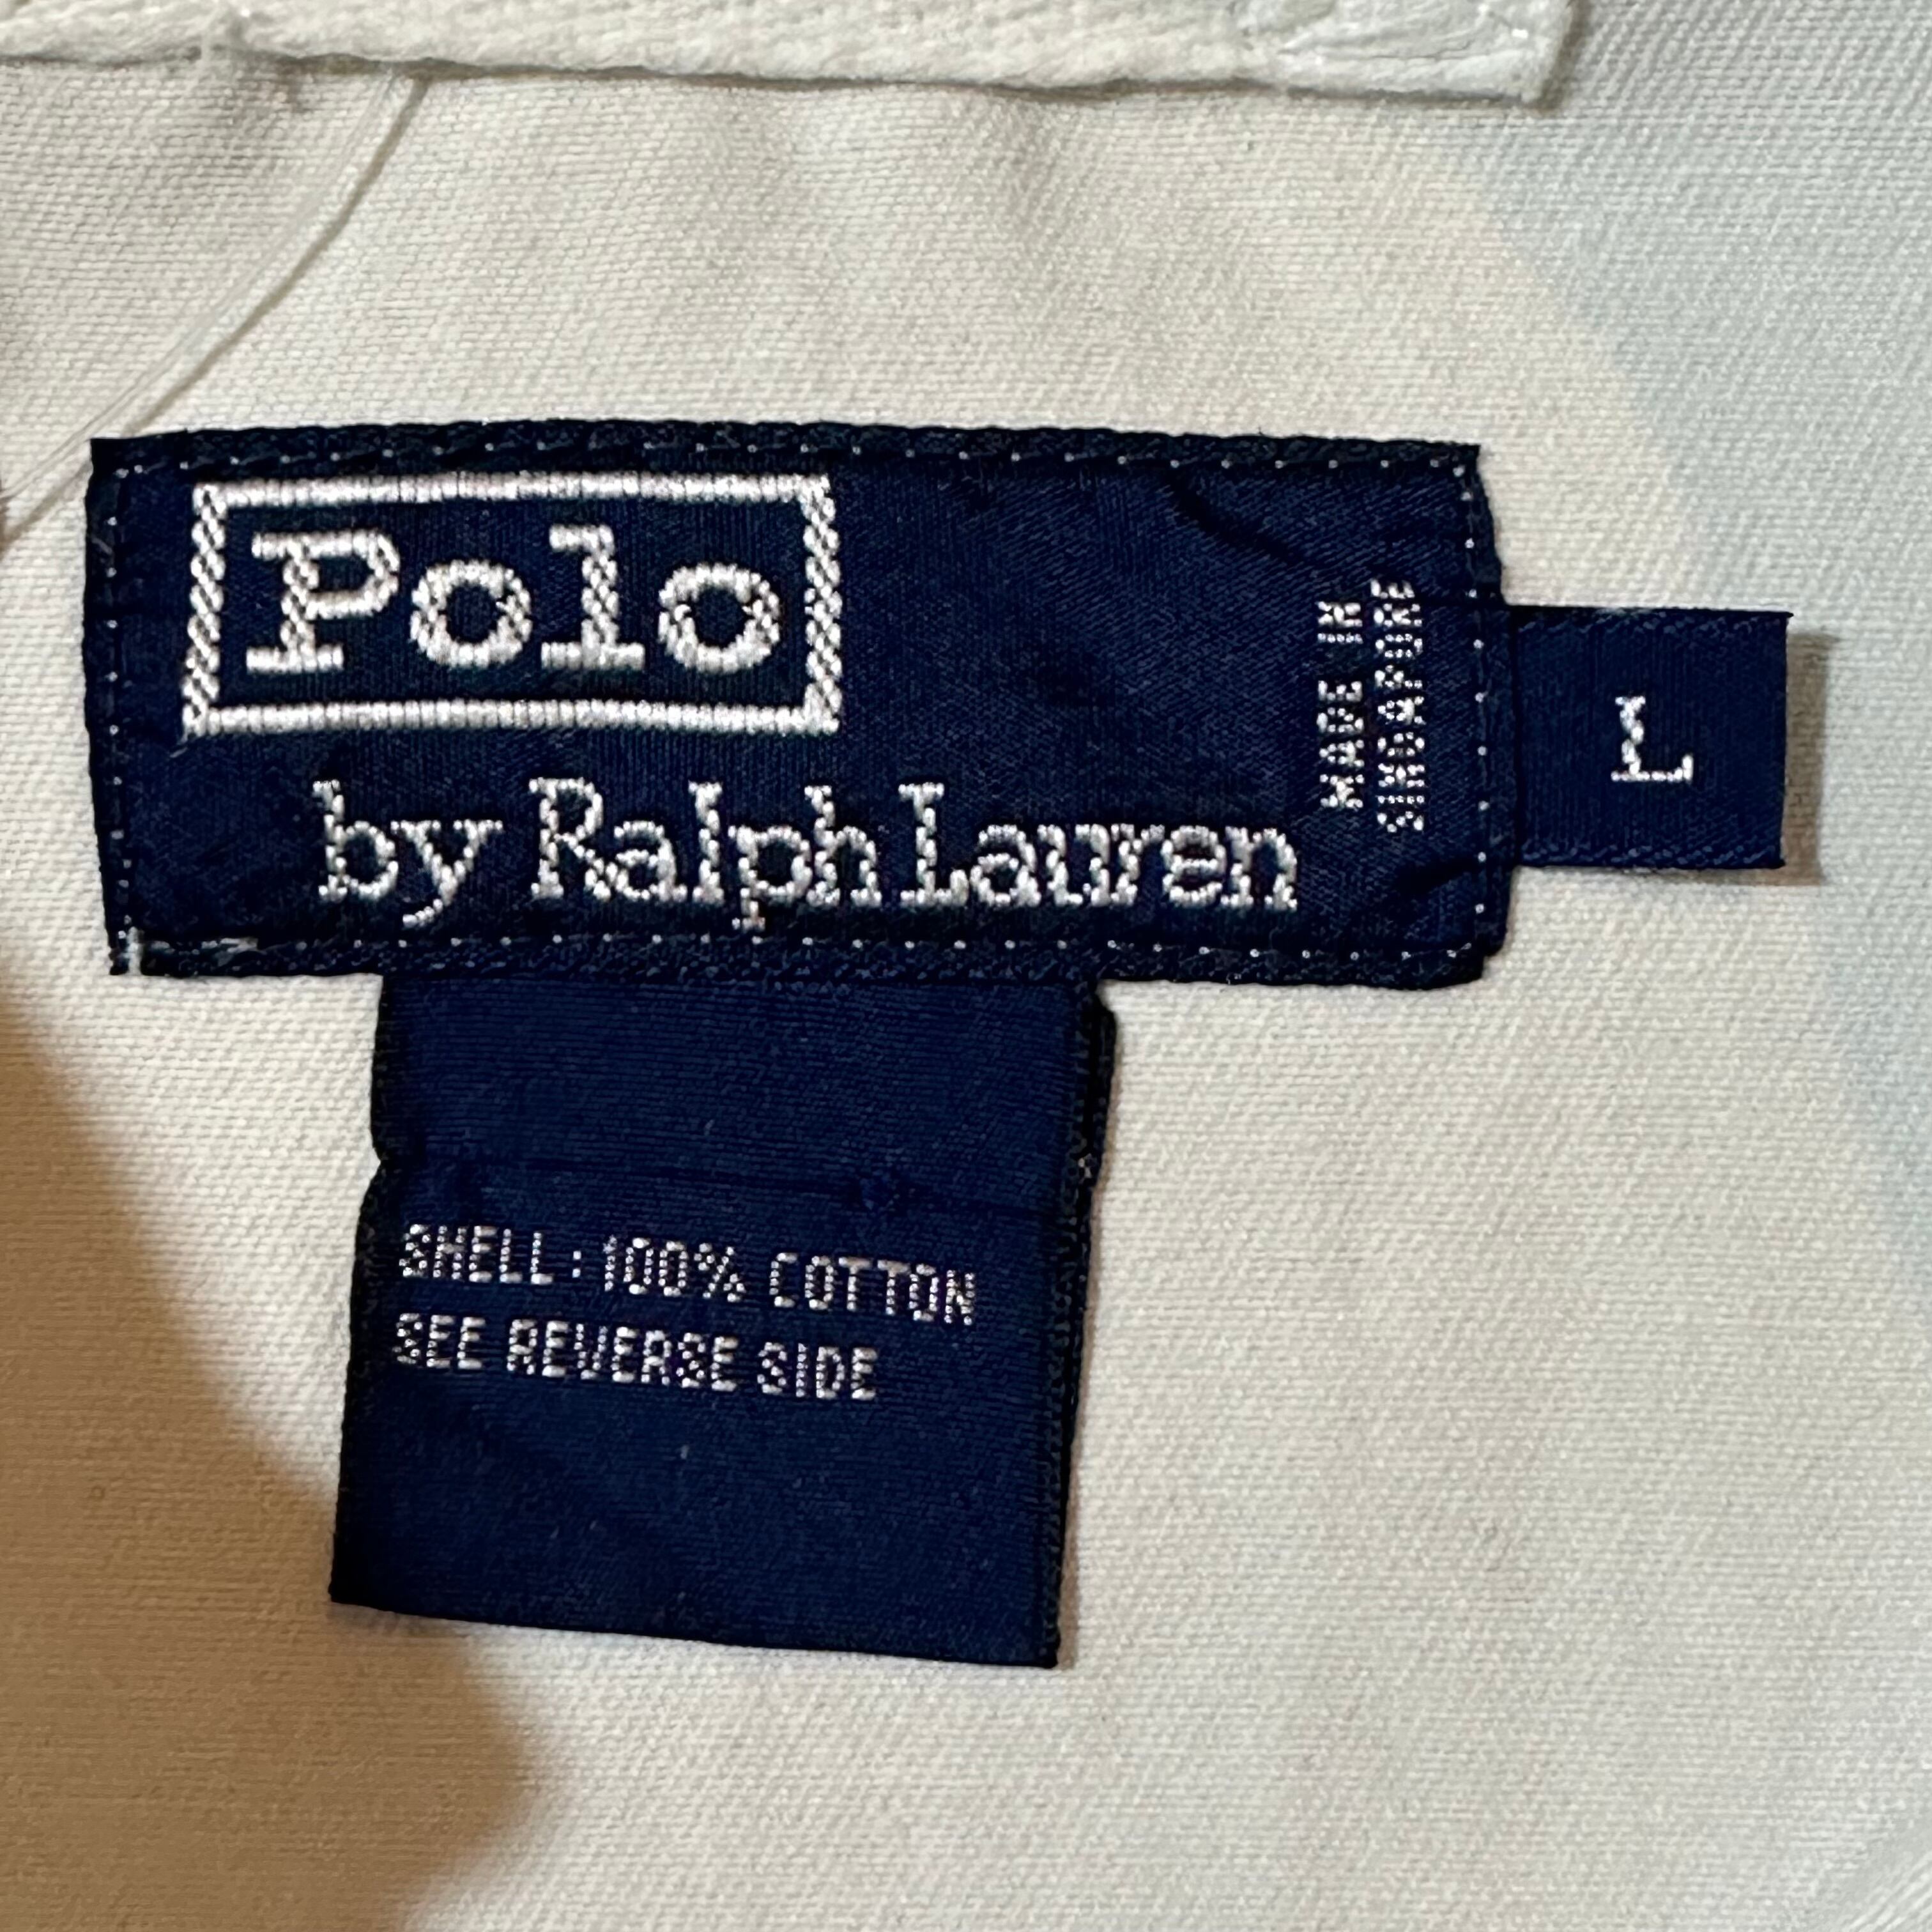 Polo
by Ralph Lauren
MADE IN
SINGAPORE
L
SHELL: 100% COTTON
SEE REVERSE SIDE